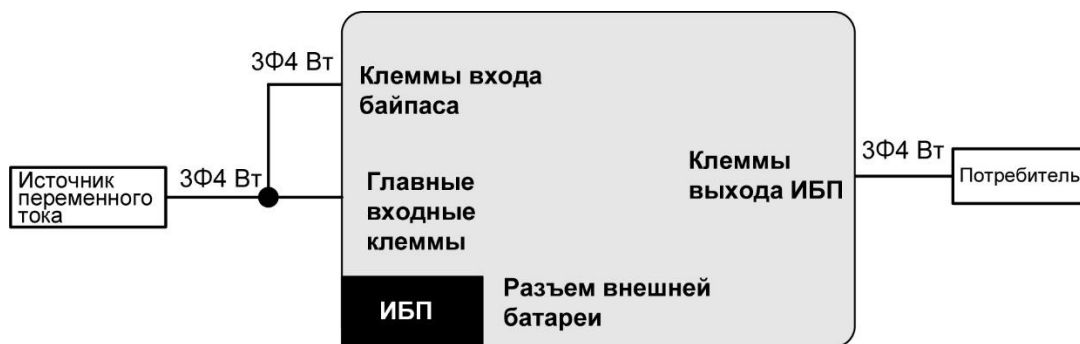 3Ф4 Вт
Клеммы входа
байпаса
Источник
переменного
тока
3Ф4 Вт
Главные
входные
клеммы
Клеммы
выхода ИБП
3Ф4 Вт
Потребитель
ИБП
Разъем внешней
батареи